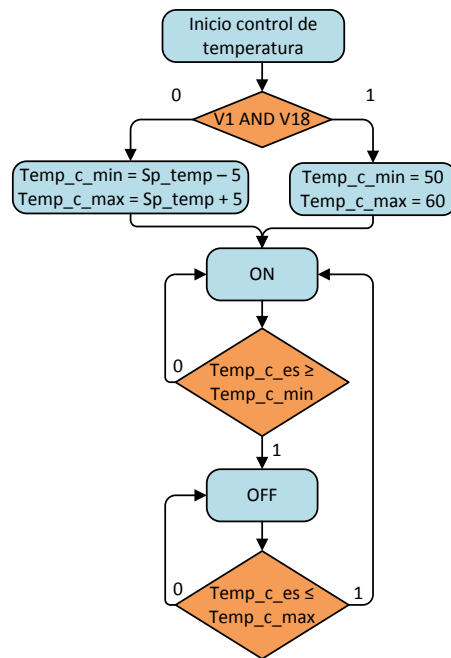 Inicio control de
temperatura
0
1
V1 AND V18
Temp_c_min = Sp_temp – 5
Temp_c_max = Sp_temp + 5
Temp_c_min = 50
Temp_c_max = 60
ON
0
Temp_c_es ≥
Temp_c_min
1
OFF
0
Temp_c_es ≤
Temp_c_max
1